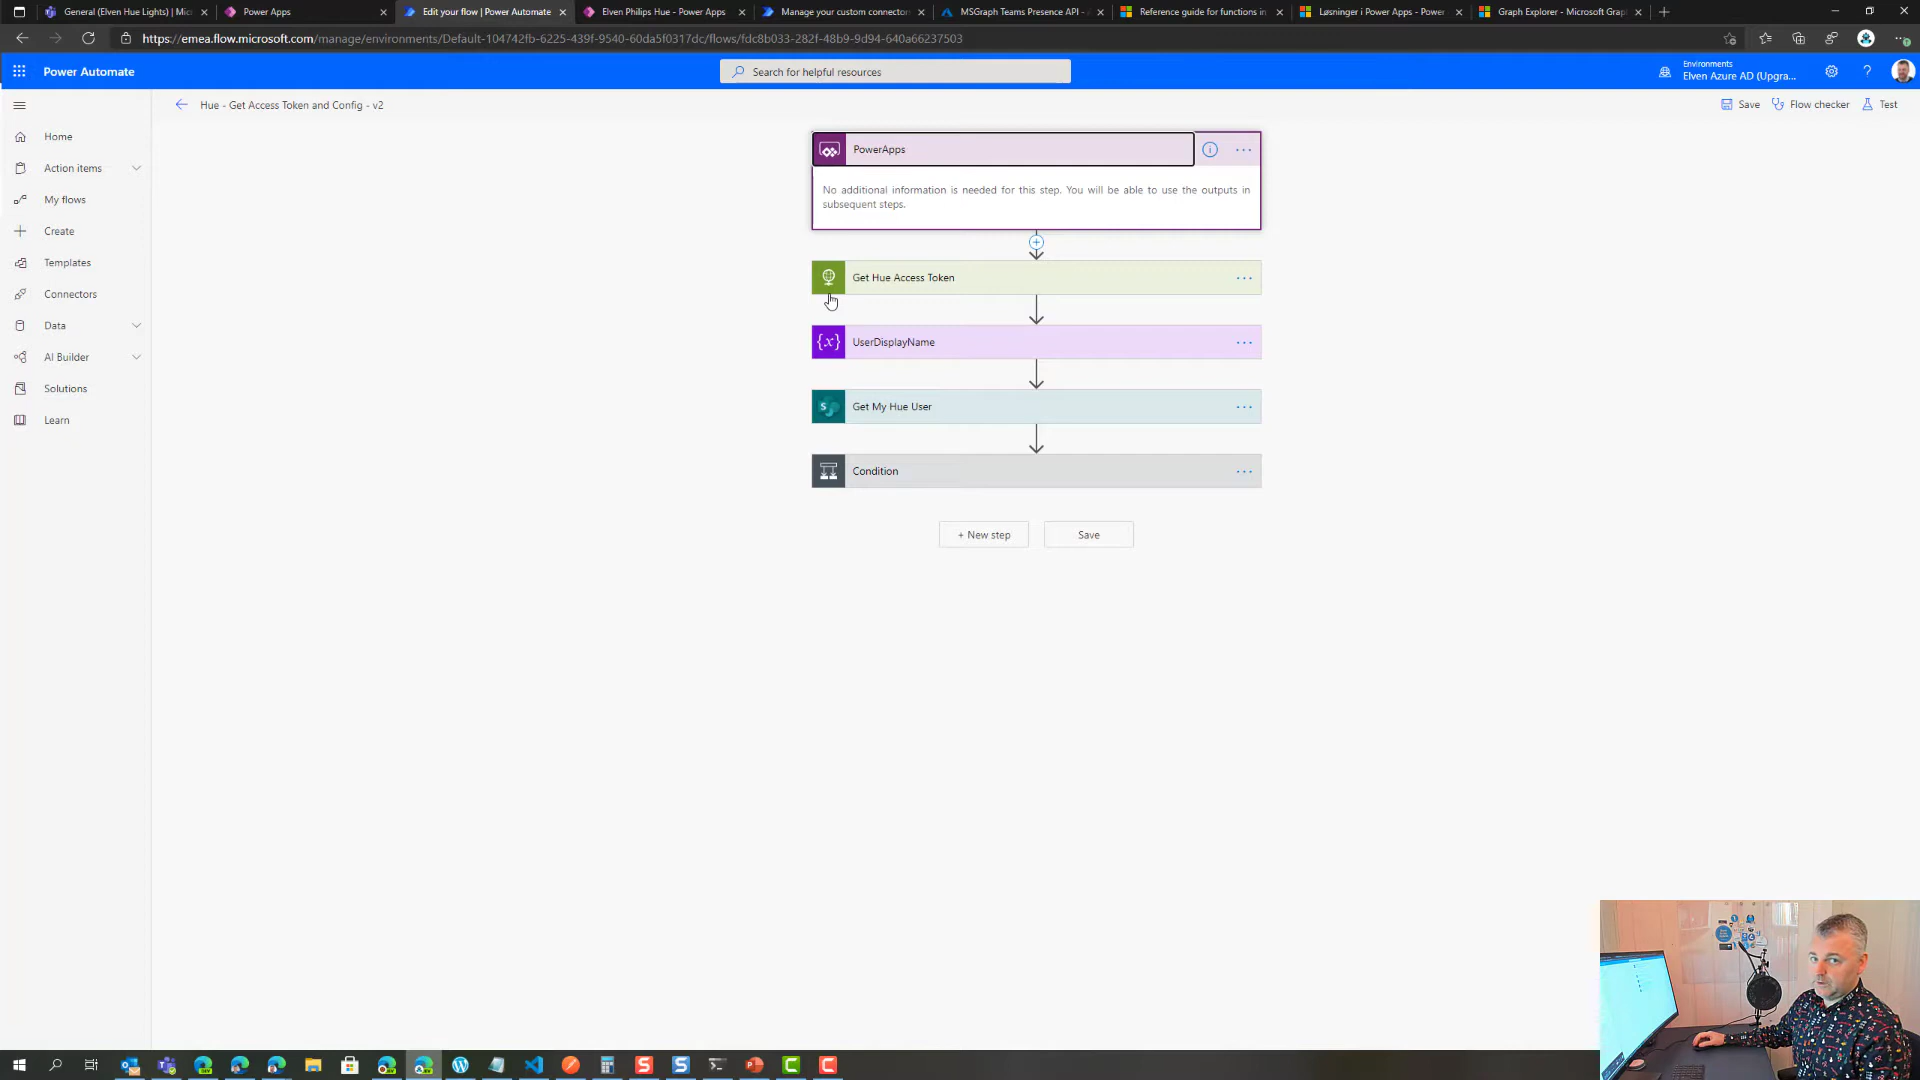 General (Elven Hue Lights) | Mic
Power Apps
Edit your flow | Power Automate
Elven Philips Hue - Power Apps
Manage your custom connector
MSGraph Teams Presence API -
Reference guide for functions in
Løsninger i Power Apps - Power
Graph Explorer - Microsoft Grap
https://emea.flow.microsoft.com/manage/environments/Default-104742fb-6225-439f-9540-60da5f0317dc/flows/fdc8b033-282f-48b9-9d94-640a66237503
Power Automate
Search for helpful resources
Environments
Elven Azure AD (Upgra...
Hue - Get Access Token and Config - v2
Save
Flow checker
Test
Home
Action items
My flows
Create
Templates
Connectors
Data
AI Builder
Solutions
Learn
PowerApps
No additional information is needed for this step. You will be able to use the outputs in
subsequent steps.
Get Hue Access Token
{x} UserDisplayName
Get My Hue User
Condition
+ New step
Save